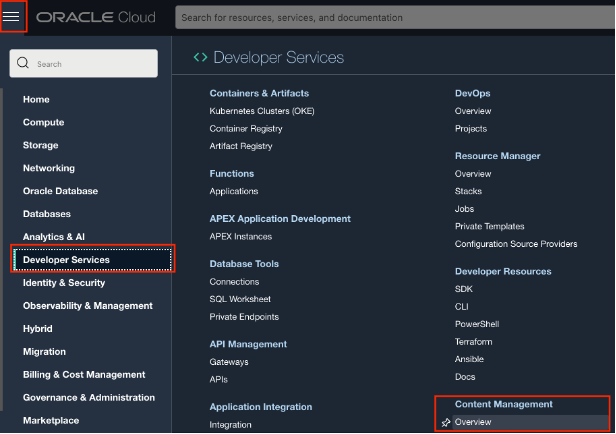 ORACLE Cloud
Search for resources, services, and documentation
Search
Home
Compute
Storage
Networking
Oracle Database
Databases
Analytics & AI
Developer Services
Identity & Security
Observability & Management
Hybrid
Migration
Billing & Cost Management
Governance & Administration
Marketplace
Developer Services
Containers & Artifacts
Kubernetes Clusters (OKE)
Container Registry
Artifact Registry
Functions
Applications
APEX Application Development
APEX Instances
Database Tools
Connections
SQL Worksheet
Private Endpoints
API Management
Gateways
APIs
Application Integration
Integration
DevOps
Overview
Projects
Resource Manager
Overview
Stacks
Jobs
Private Templates
Configuration Source Providers
Developer Resources
SDK
CLI
PowerShell
Terraform
Ansible
Docs
Content Management
Overview